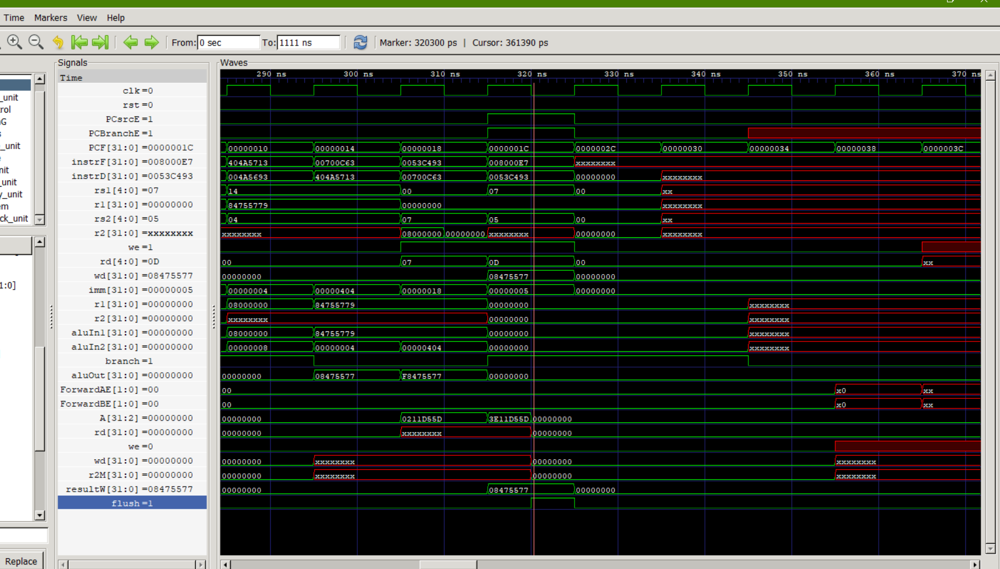 Time Markers View Help
From: 0 sec To: 1111 ns Marker: 320300 ps | Cursor: 361390 ps
Signals Waves
Time 290 ns 300 ns 310 ns 320 ns 330 ns 340 ns 350 ns 360 ns 370 ns
clk=0
_unit
rst=0
rol
PCsrcE=1
G
PCBranchE=1
s
PCF[31:0]=0000001C 00000010 00000014 00000018 0000001C 0000002C 00000030 00000034 00000038 0000003C
_unit
instrF[31:0]=008000E7 404A5713 00700C63 0053C493 008000E7 xxxxxxxx
e
instrD[31:0]=0053C493 004A5693 404A5713 00700C63 0053C493 00000000 xxxxxxxx
nit
rs1[4:0]=07 14 00 07 00 xx
_unit
r1[31:0]=00000000 84755779 00000000 xxxxxxxx
y_unit
rs2[4:0]=05 04 07 05 00 xx
em
ck_unit
r2[31:0]=xxxxxxxx xxxxxxxx 08000000 00000000 xxxxxxxx 00000000 xxxxxxxx
we=1
rd[4:0]=0D 00 07 0D 00 xx
wd[31:0]=08475577 00000000 08475577 00000000
1:0]
imm[31:0]=00000005 00000004 00000404 00000018 00000005 00000000
r1[31:0]=00000000 08000000 84755779 00000000 xxxxxxxx
r2[31:0]=00000000 xxxxxxxx 00000000 xxxxxxxx
aluIn1[31:0]=00000000 08000000 84755779 00000000 xxxxxxxx
aluIn2[31:0]=00000000 00000008 00000004 00000404 00000000 xxxxxxxx
branch=1
aluOut[31:0]=00000000 00000000 08475577 F8475577 00000000
ForwardAE[1:0]=00 00 x0 xx
ForwardBE[1:0]=00 00 x0 xx
A[31:2]=00000000 00000000 0211D55D 3E11D55D 00000000
rd[31:0]=00000000 00000000 xxxxxxxx 00000000
we=0
wd[31:0]=00000000 00000000 xxxxxxxx 00000000 xxxxxxxx
r2M[31:0]=00000000 00000000 xxxxxxxx 00000000 xxxxxxxx
resultW[31:0]=08475577 00000000 08475577 00000000
flush=1
Replace